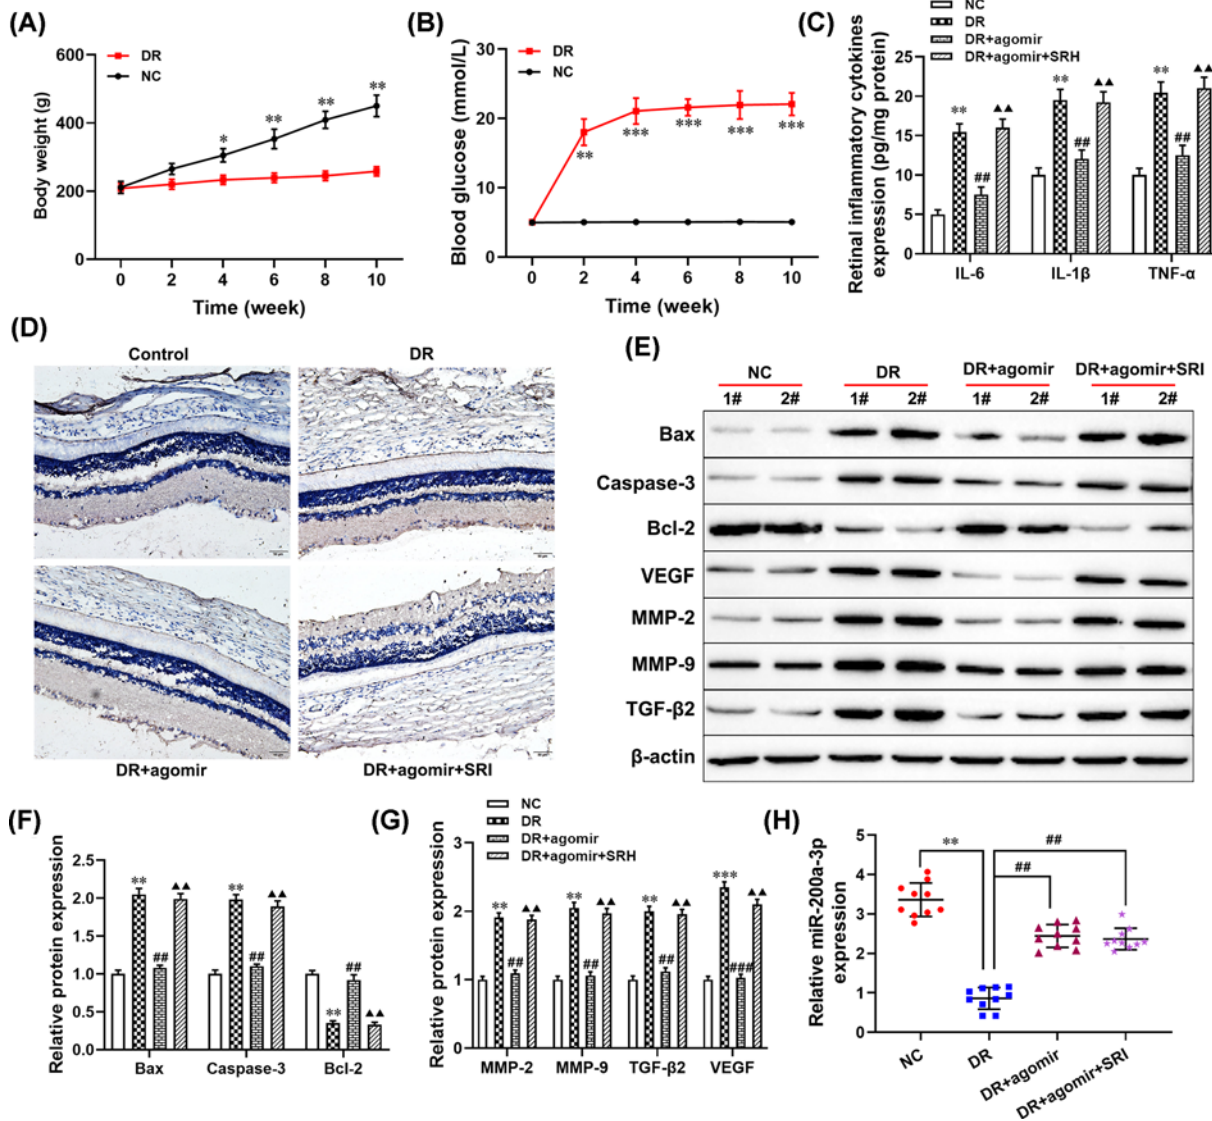 (A)
DR
NC
Body weight (g)
600
400
200
0
* ** ** **
0 2 4 6 8 10
Time (week)
(B)
DR
NC
Blood glucose (mmol/L)
30
20
10
0
** *** *** *** ***
0 2 4 6 8 10
Time (week)
(C)
NC
DR
DR+agomir
DR+agomir+SRH
Retinal inflammatory cytokines
expression (pg/mg protein)
25
20
15
10
5
0
** ## ▲▲ ** ## ▲▲ ** ## ▲▲
IL-6 IL-1β TNF-α
(D)
Control DR
DR+agomir DR+agomir+SRI
(E)
NC DR DR+agomir DR+agomir+SRI
1# 2# 1# 2# 1# 2# 1# 2#
Bax
Caspase-3
Bcl-2
VEGF
MMP-2
MMP-9
TGF-β2
β-actin
(F)
Relative protein expression
2.5
2.0
1.5
1.0
0.5
0.0
** ## ▲▲ ** ## ▲▲ ** ## ▲▲
Bax Caspase-3 Bcl-2
(G)
NC
DR
DR+agomir
DR+agomir+SRH
Relative protein expression
3
2
1
0
** ## ▲▲ ** ## ▲▲ ** ## ▲▲ *** ### ▲▲
MMP-2 MMP-9 TGF-β2 VEGF
(H)
Relative miR-200a-3p
expression
5
4
3
2
1
0
** ## ##
NC DR DR+agomir DR+agomir+SRI